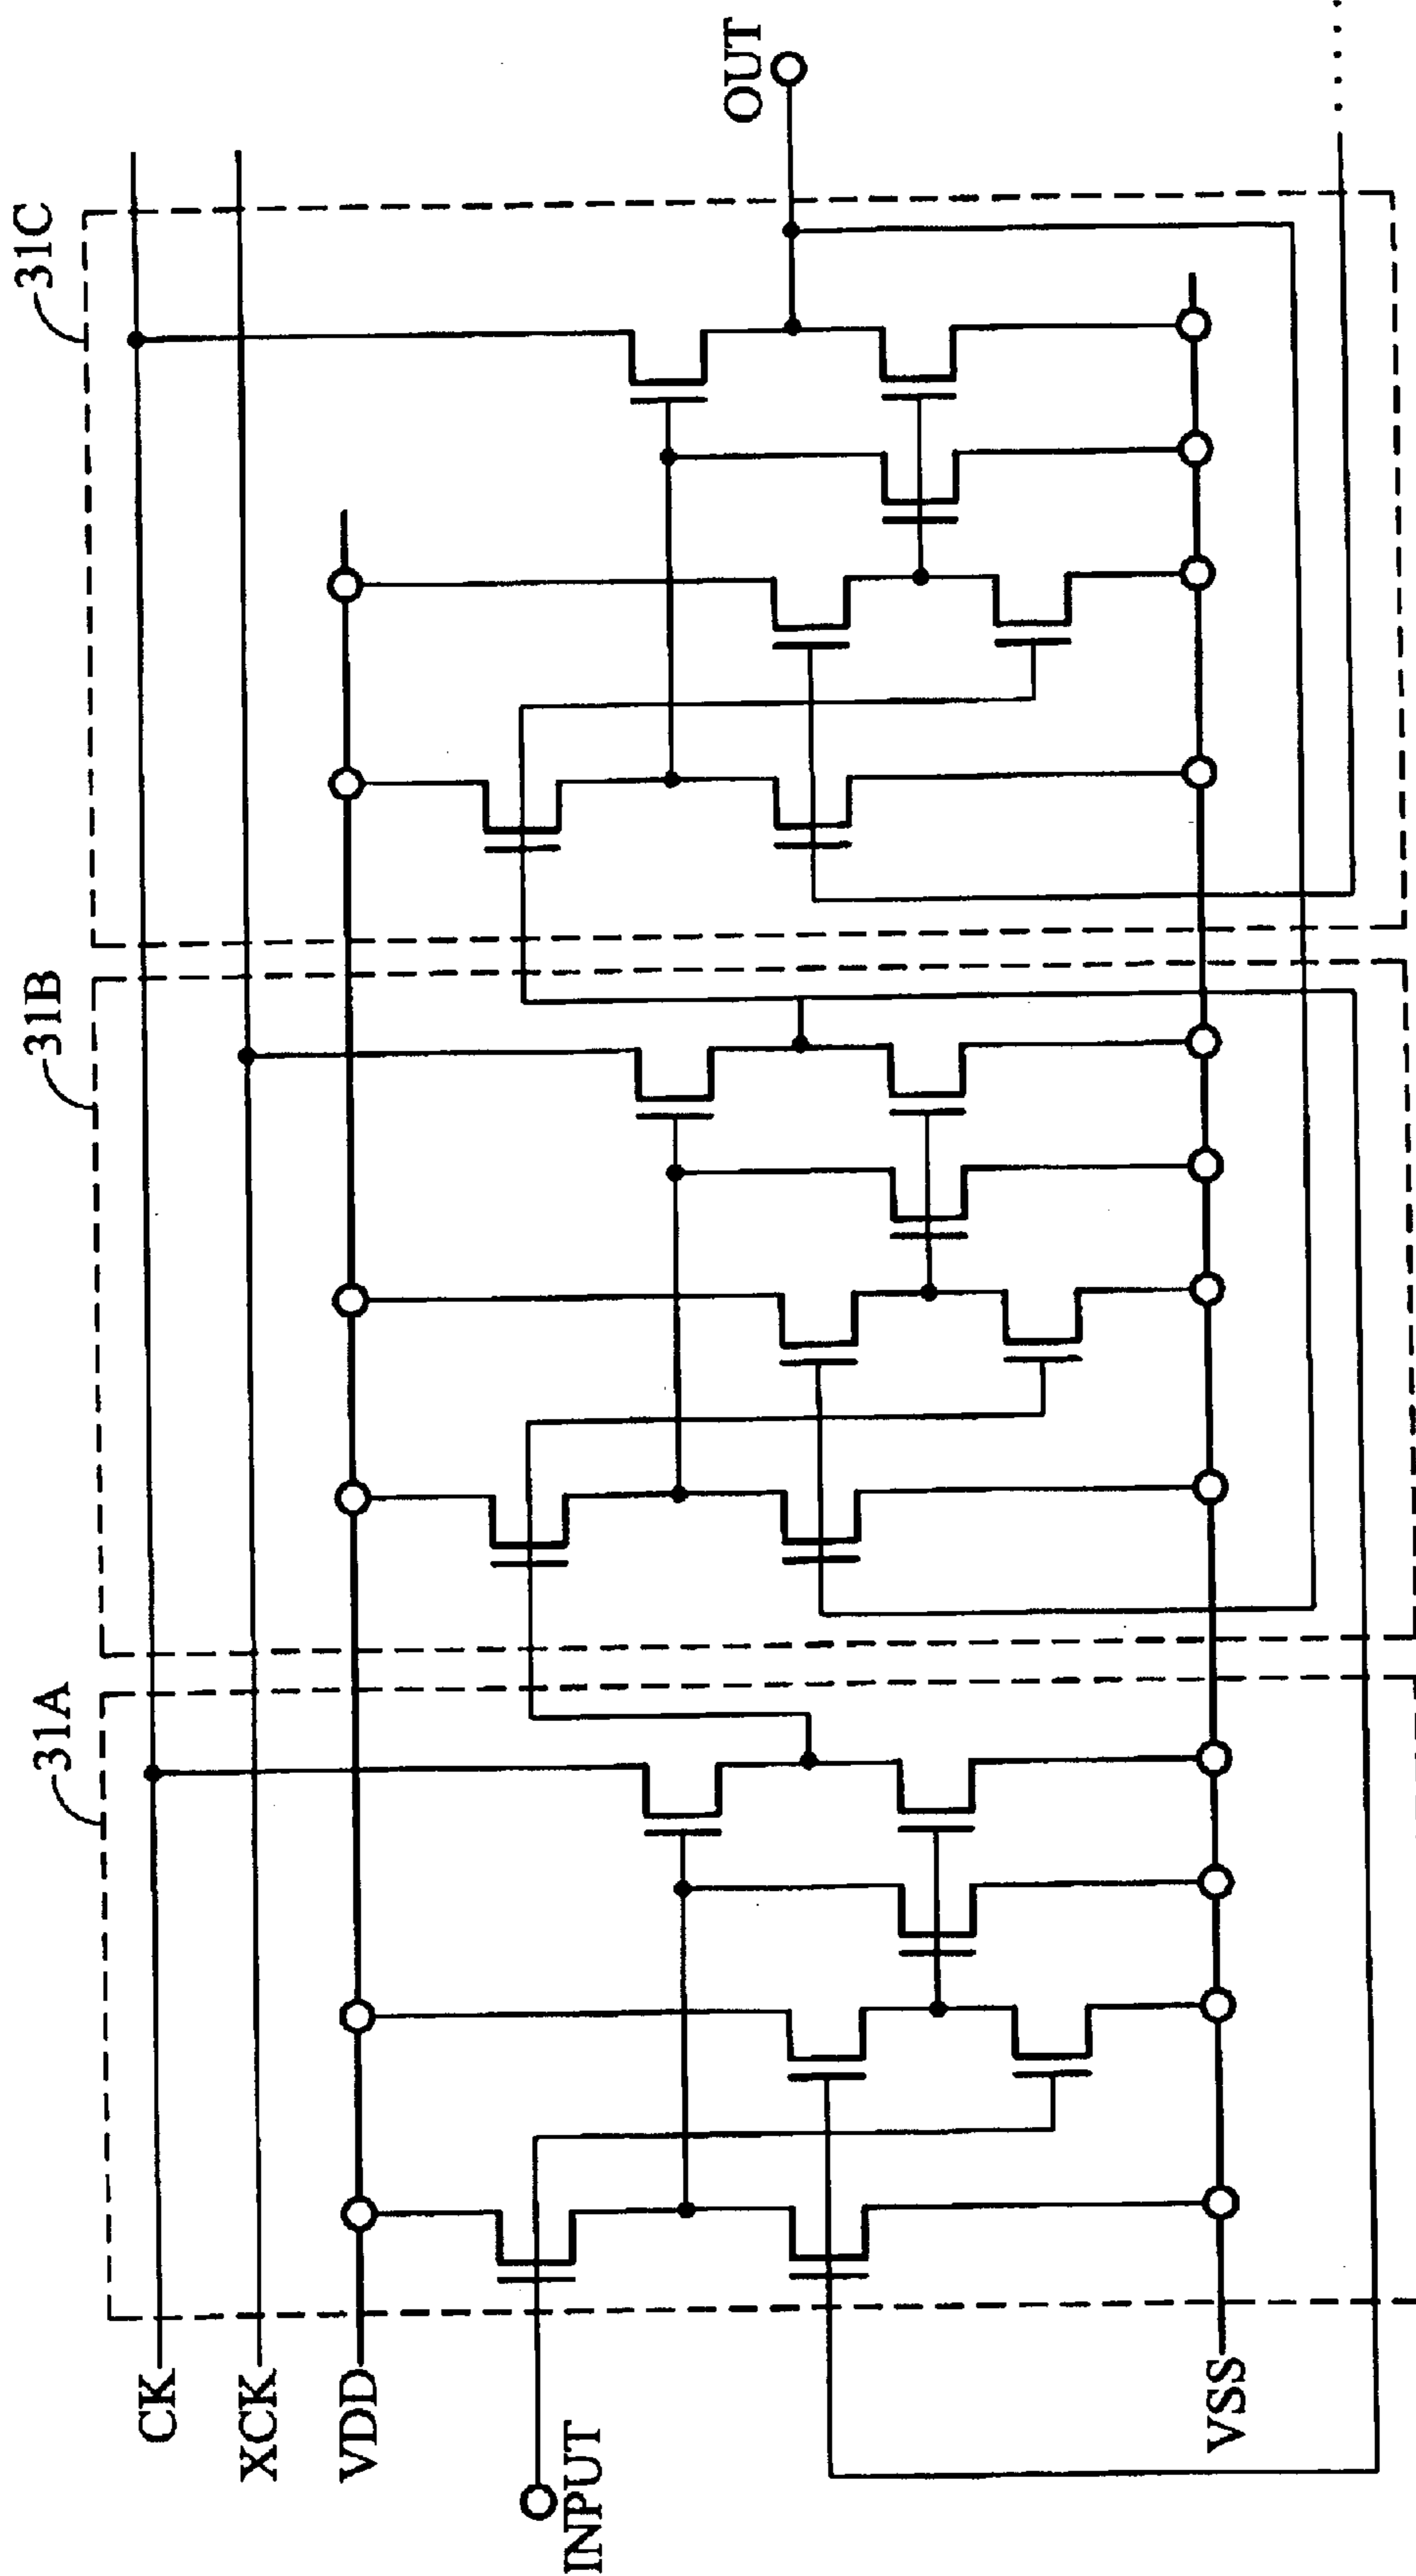 31A
31B
31C
CK
XCK
VDD
INPUT
OUT
VSS